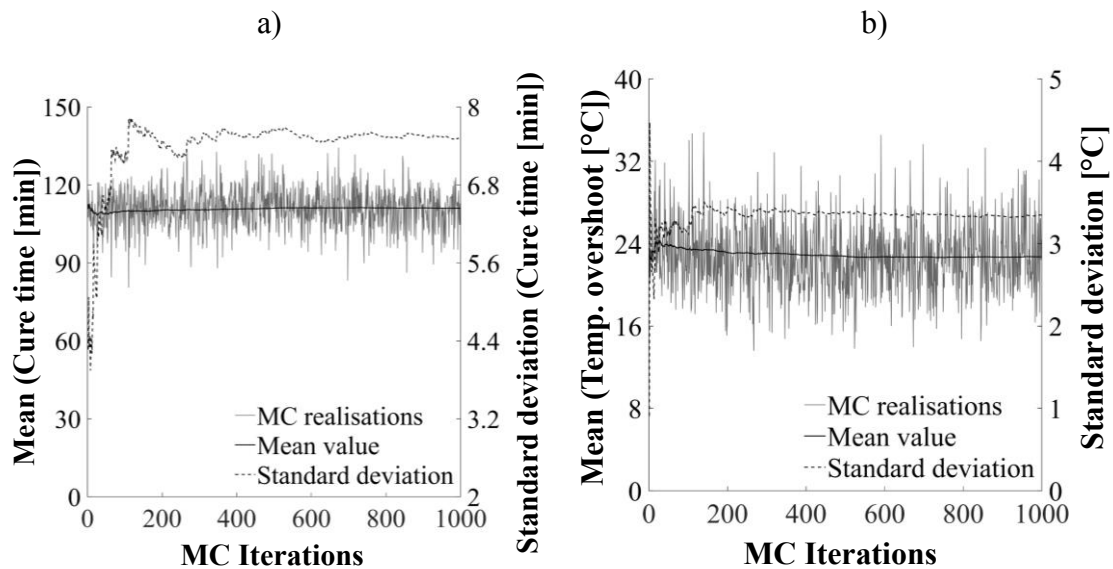 a)
Mean (Cure time [min])
150
120
90
60
30
0
8
6.8
5.6
4.4
3.2
2
Standard deviation (Cure time [min])
MC realisations
Mean value
Standard deviation
0 200 400 600 800 1000
MC Iterations
b)
Mean (Temp. overshoot [°C])
40
32
24
16
8
0
5
4
3
2
1
0
Standard deviation [°C]
MC realisations
Mean value
Standard deviation
0 200 400 600 800 1000
MC Iterations